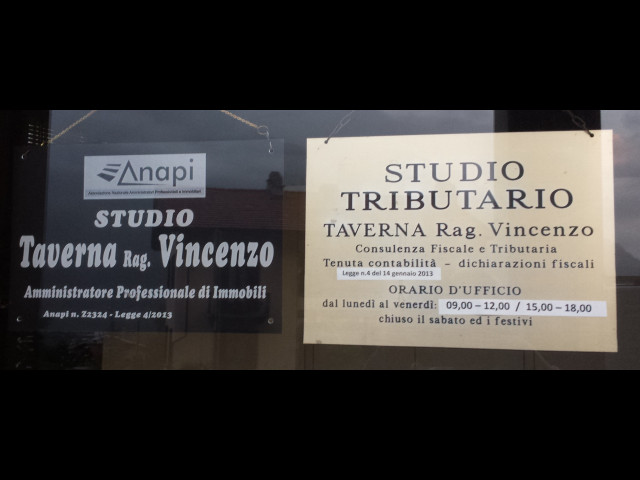 Anapi
STUDIO
Taverna Rag. Vincenzo
Amministratore Professionale di Immobili
Anapi n. Z2324 - Legge 4/2013
STUDIO
TRIBUTARIO
TAVERNA Rag. Vincenzo
Consulenza Fiscale e Tributaria
Tenuta contabilità - dichiarazioni fiscali
Legge n.4 del 14 gennaio 2013
ORARIO D'UFFICIO
dal lunedì al venerdì: 09,00 – 12,00 / 15,00 – 18,00
chiuso il sabato ed i festivi